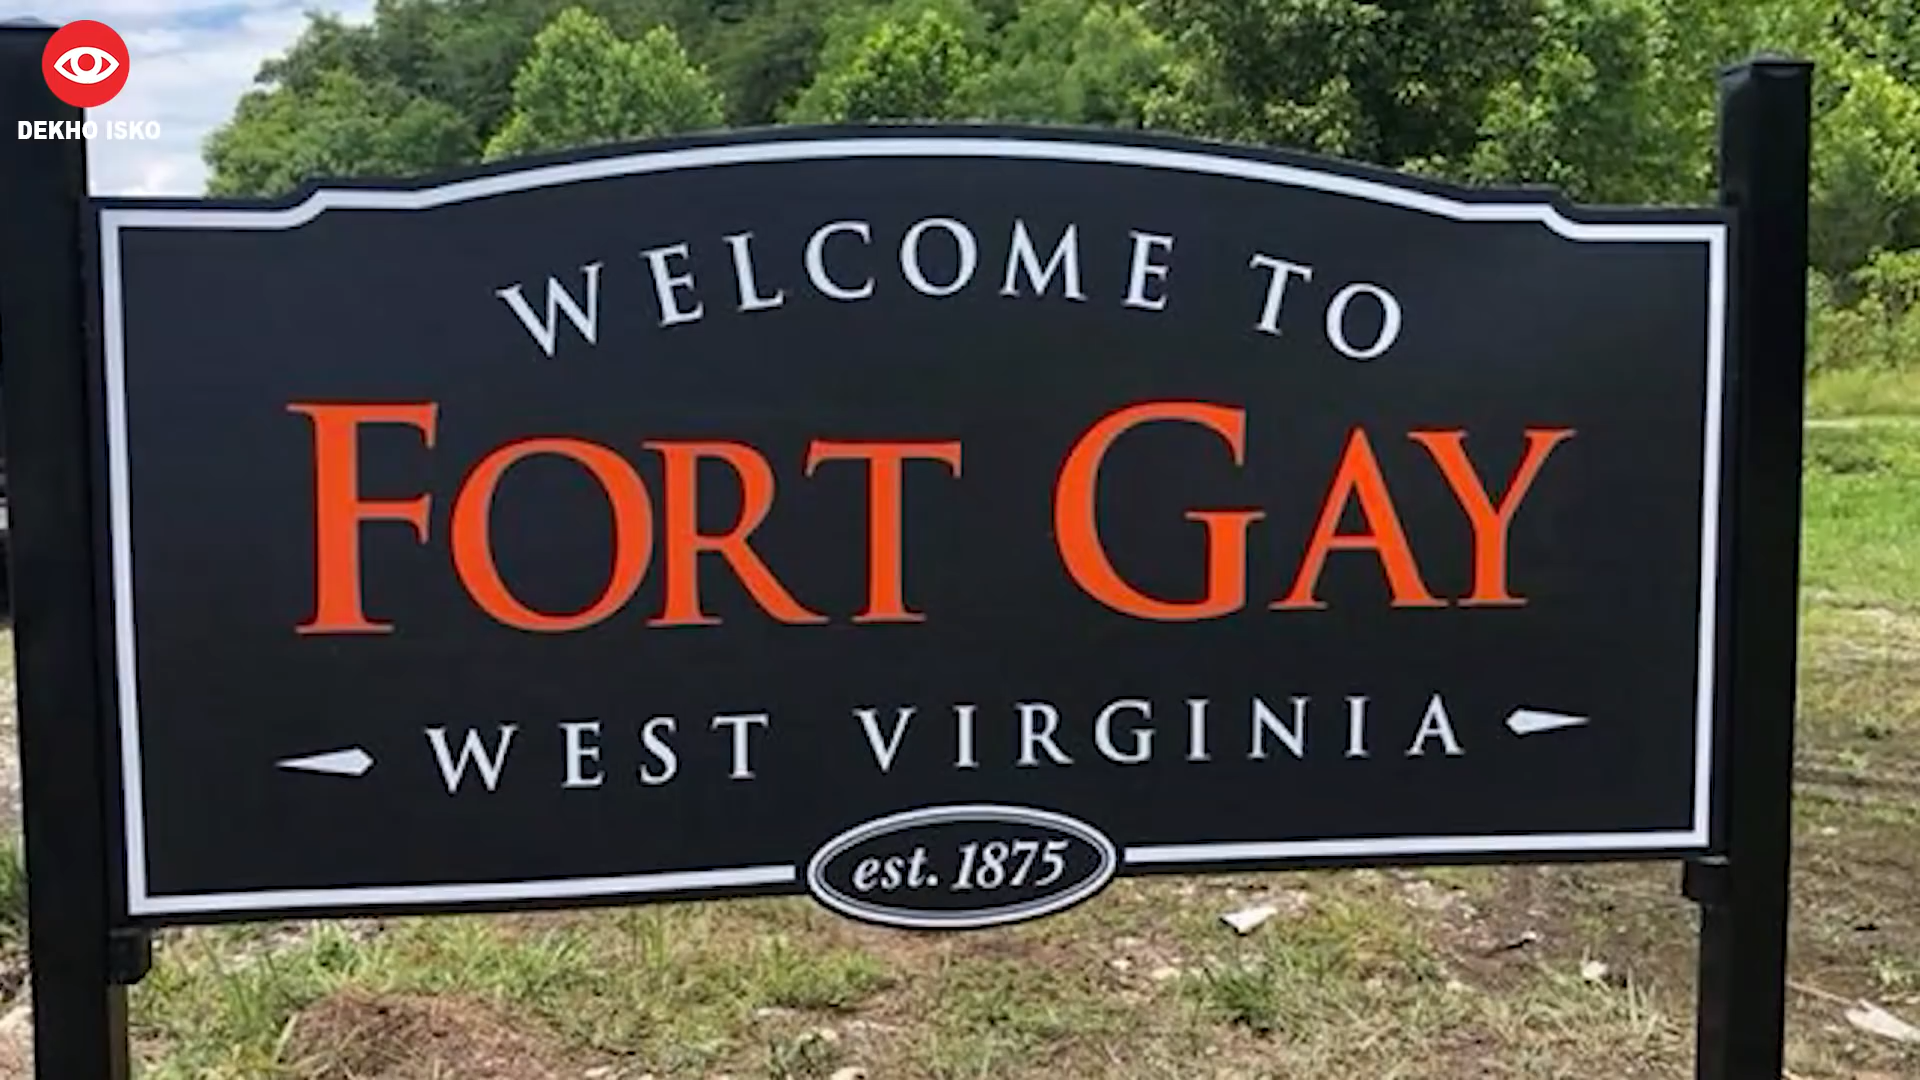 DEKHO ISKO
WELCOME TO
FORT GAY
WEST VIRGINIA
est. 1875